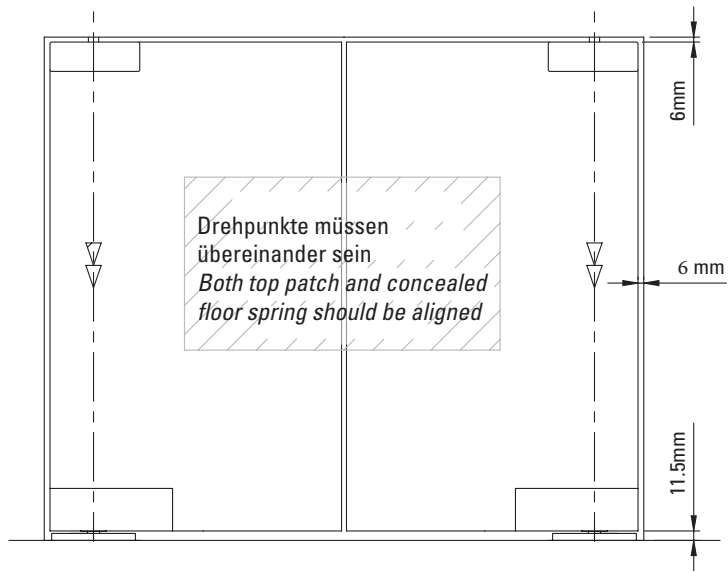 6mm
Drehpunkte müssen
übereinander sein
Both top patch and concealed
floor spring should be aligned
6 mm
11.5mm